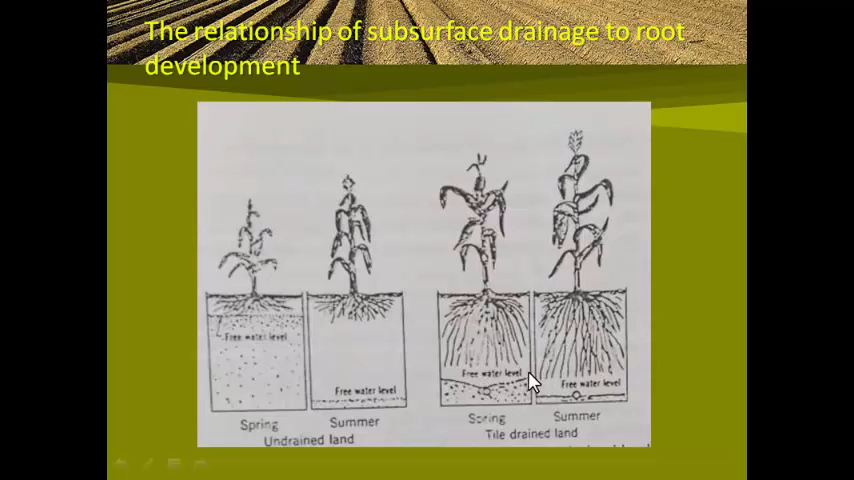 The relationship of subsurface drainage to root
development
Free water level
Free water level
Free water level
Free water level
Spring
Summer
Undrained land
Spring
Summer
Tile drained land